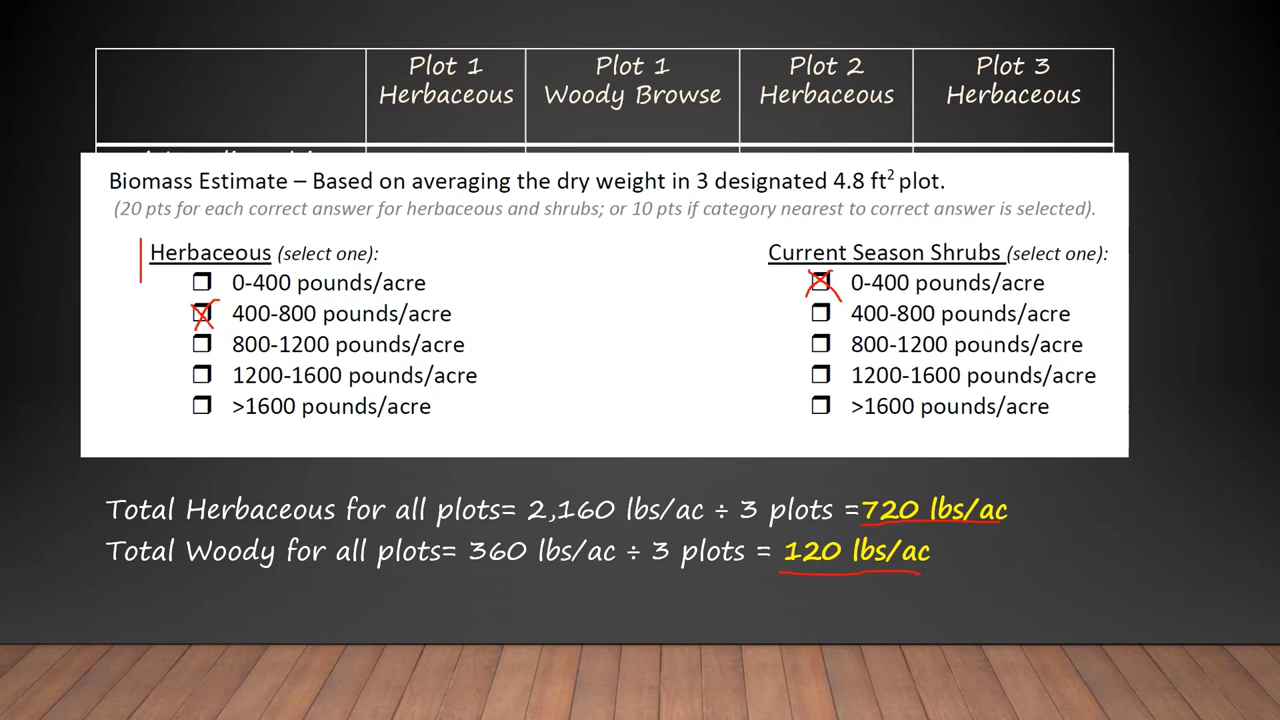 Plot 1 Herbaceous
Plot 1 Woody Browse
Plot 2 Herbaceous
Plot 3 Herbaceous
Biomass Estimate – Based on averaging the dry weight in 3 designated 4.8 ft² plot.
(20 pts for each correct answer for herbaceous and shrubs; or 10 pts if category nearest to correct answer is selected).
Herbaceous (select one):
0-400 pounds/acre
400-800 pounds/acre
800-1200 pounds/acre
1200-1600 pounds/acre
>1600 pounds/acre
Current Season Shrubs (select one):
0-400 pounds/acre
400-800 pounds/acre
800-1200 pounds/acre
1200-1600 pounds/acre
>1600 pounds/acre
Total Herbaceous for all plots= 2,160 lbs/ac ÷ 3 plots =720 lbs/ac
Total Woody for all plots= 360 lbs/ac ÷ 3 plots = 120 lbs/ac